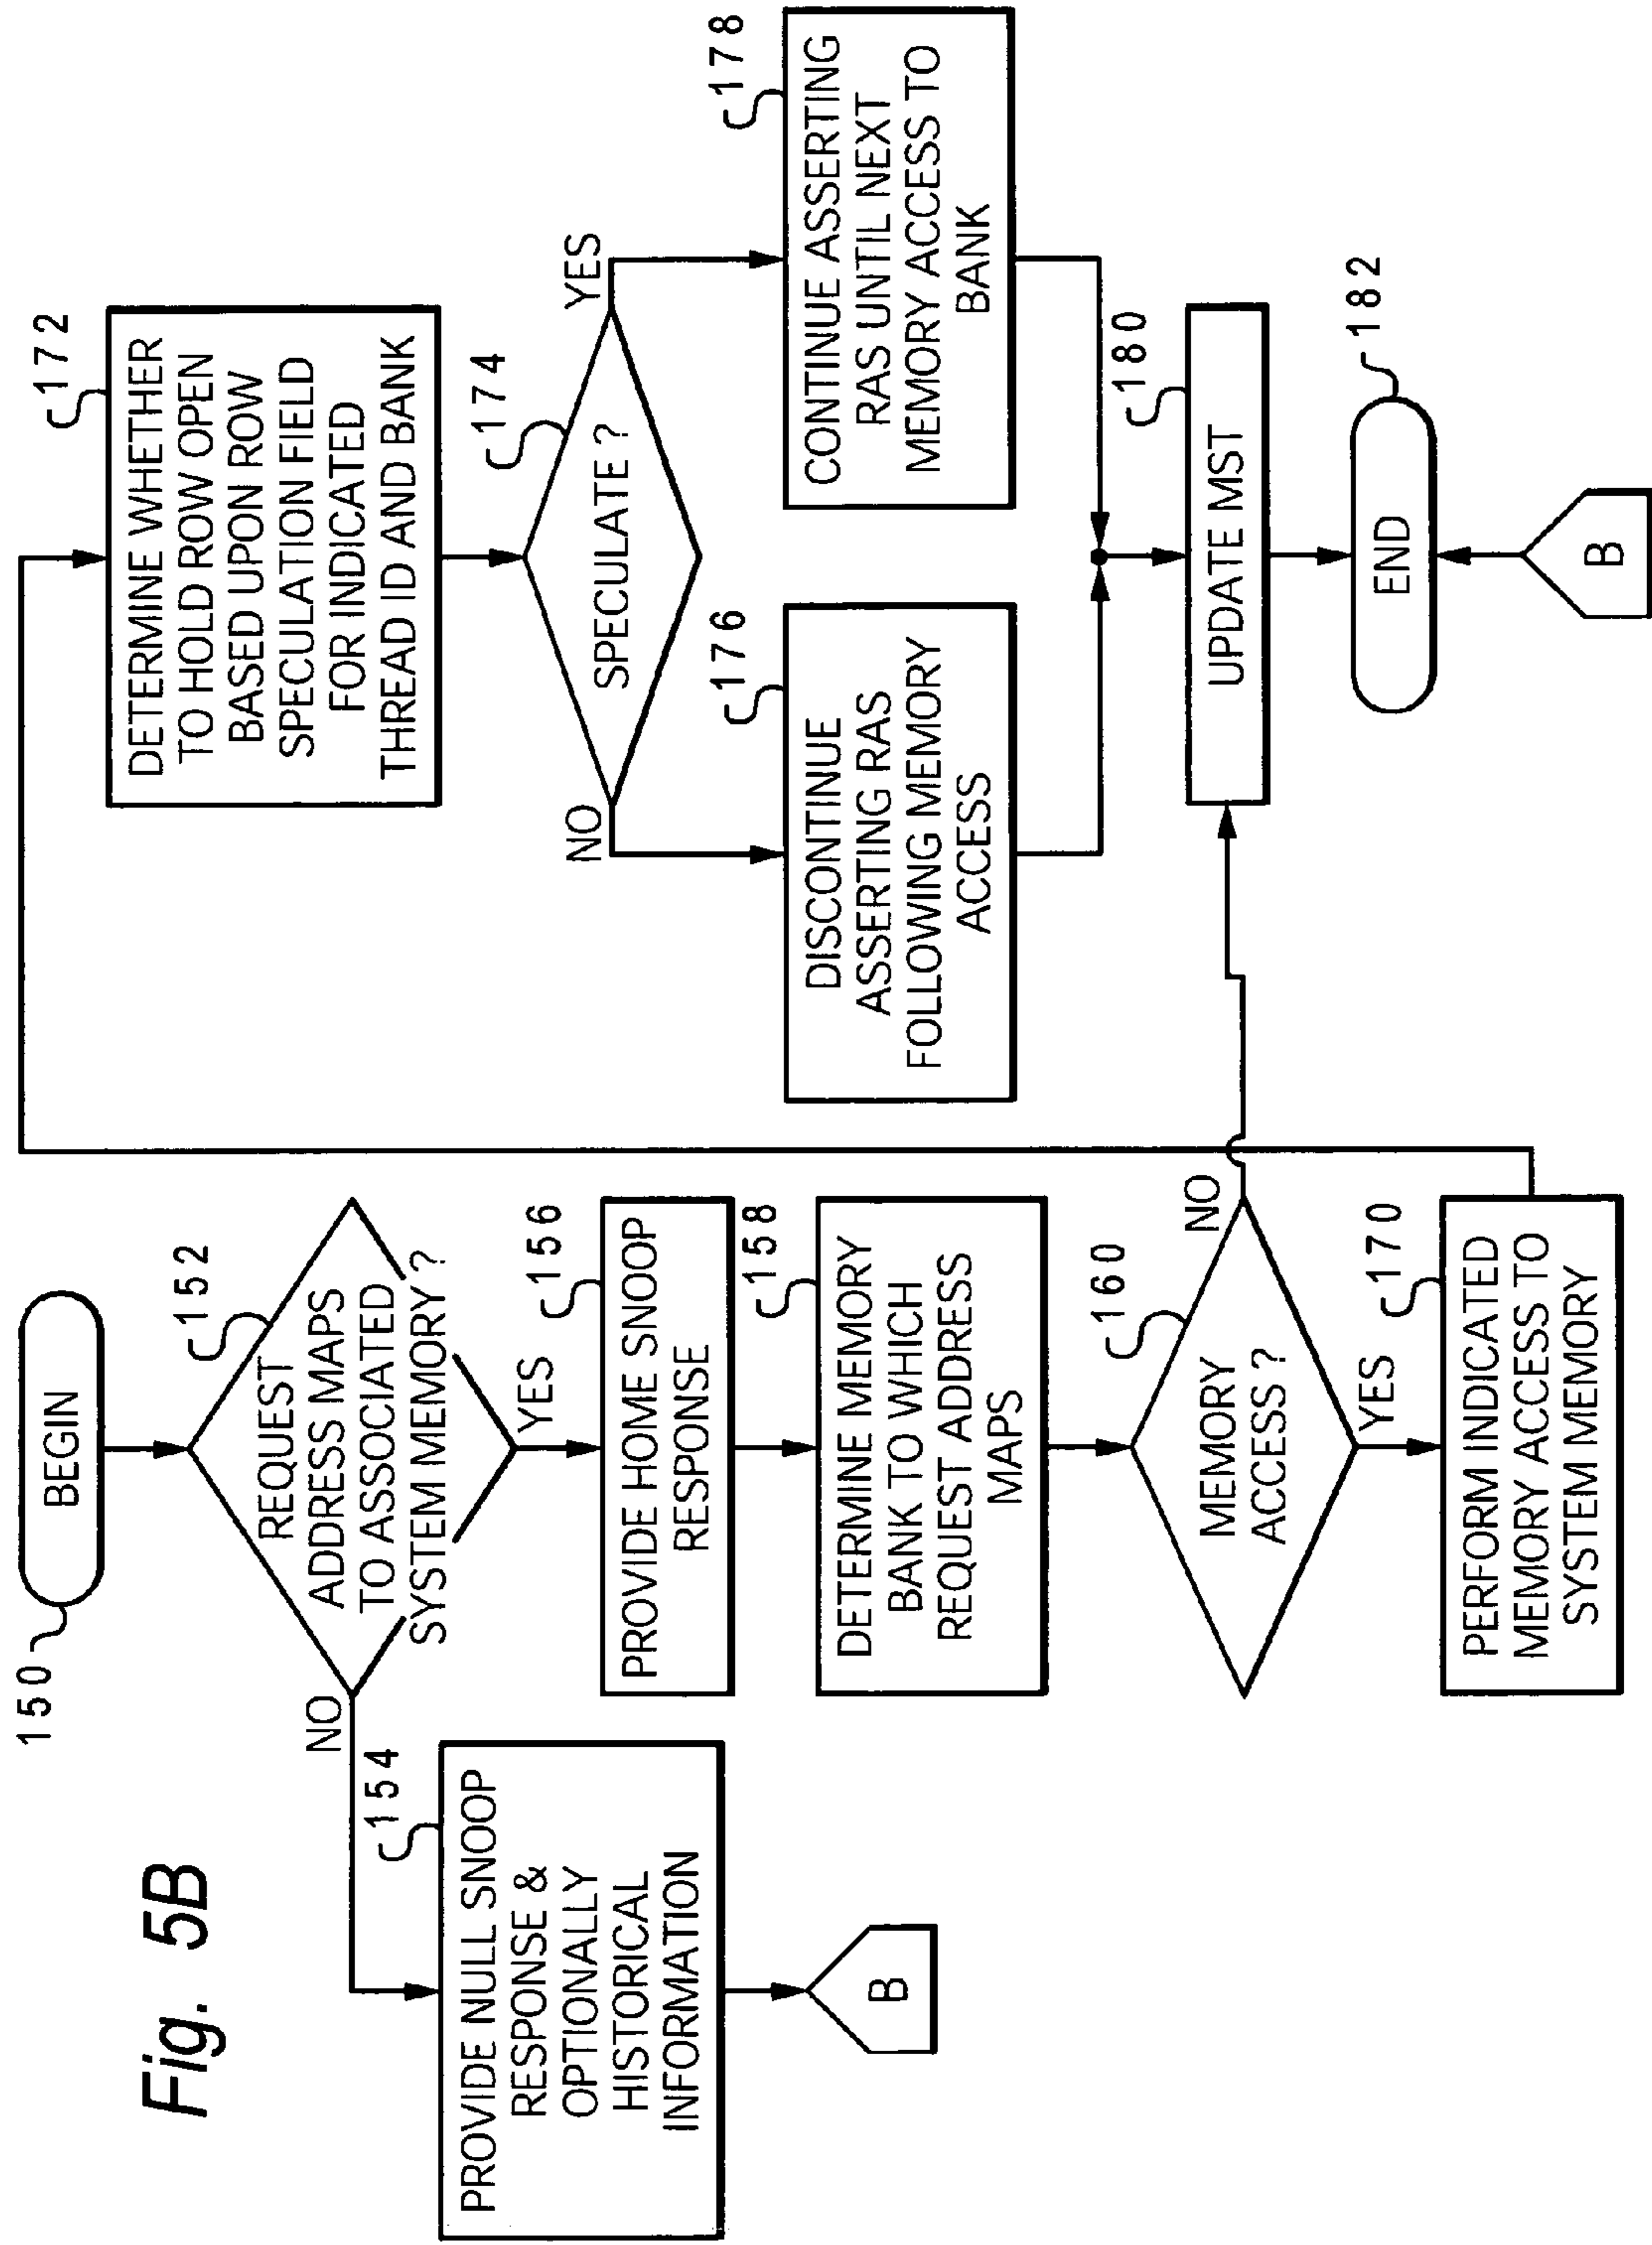 Fig. 5B
150
BEGIN
152
REQUEST
ADDRESS MAPS
TO ASSOCIATED
SYSTEM MEMORY ?
NO
YES
154
PROVIDE NULL SNOOP
RESPONSE &
OPTIONALLY
HISTORICAL
INFORMATION
B
156
PROVIDE HOME SNOOP
RESPONSE
158
DETERMINE MEMORY
BANK TO WHICH
REQUEST ADDRESS
MAPS
160
MEMORY
ACCESS ?
NO
YES
170
PERFORM INDICATED
MEMORY ACCESS TO
SYSTEM MEMORY
172
DETERMINE WHETHER
TO HOLD ROW OPEN
BASED UPON ROW
SPECULATION FIELD
FOR INDICATED
THREAD ID AND BANK
174
SPECULATE ?
NO
YES
176
DISCONTINUE
ASSERTING RAS
FOLLOWING MEMORY
ACCESS
178
CONTINUE ASSERTING
RAS UNTIL NEXT
MEMORY ACCESS TO
BANK
180
UPDATE MST
182
END
B